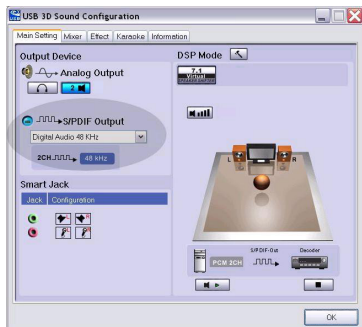 USB 3D Sound Configuration
Main Setting Mixer Effect Karaoke Information
Output Device
Analog Output
2
S/PDIF Output
Digital Audio 48 KHz
2CH 48 kHz
Smart Jack
Jack Configuration
DSP Mode
7.1
Virtual
L R
S/PDIF-Out Decoder
PCM 2CH
OK